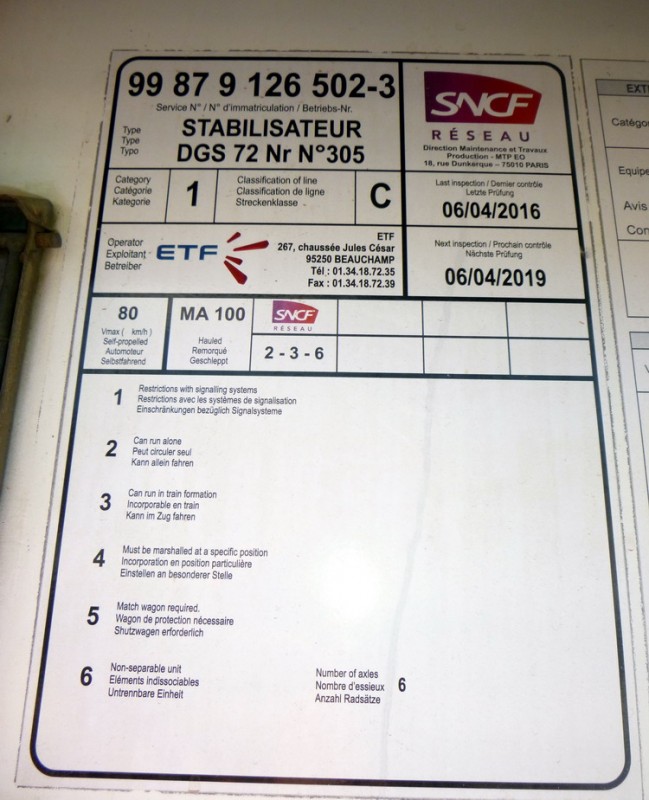 99 87 9 126 502-3
Service N° / N° d'immatriculation / Betriebs-Nr.
Type
Type
Typo
STABILISATEUR
DGS 72 Nr N°305
SNCF
RÉSEAU
Direction Maintenance et Travaux
Production - MTP EO
18, rue Dunkerque – 75010 PARIS
Category
Catégorie
Kategorie
1
Classification of line
Classification de ligne
Streckenklasse
C
Last inspection / Dernier contrôle
Letzte Prüfung
06/04/2016
Operator
Exploitant
Betreiber
ETF
ETF
267, chaussée Jules César
95250 BEAUCHAMP
Tél : 01.34.18.72.35
Fax : 01.34.18.72.39
Next inspection / Prochain contrôle
Nächste Prüfung
06/04/2019
80
Vmax ( km/h )
Self-propelled
Automoteur
Selbstfahrend
MA 100
Hauled
Remorqué
Geschleppt
SNCF
RÉSEAU
2 - 3 - 6
1
Restrictions with signalling systems
Restrictions avec les systèmes de signalisation
Einschränkungen bezüglich Signalsysteme
2
Can run alone
Peut circuler seul
Kann allein fahren
3
Can run in train formation
Incorporable en train
Kann im Zug fahren
4
Must be marshalled at a specific position
Incorporation en position particulière
Einstellen an besonderer Stelle
5
Match wagon required.
Wagon de protection nécessaire
Shutzwagen erforderlich
6
Non-separable unit
Eléments indissociables
Untrennbare Einheit
Number of axles
Nombre d'essieux
Anzahl Radsätze
6
EXT
Catégo
Equipe
Avis
Con